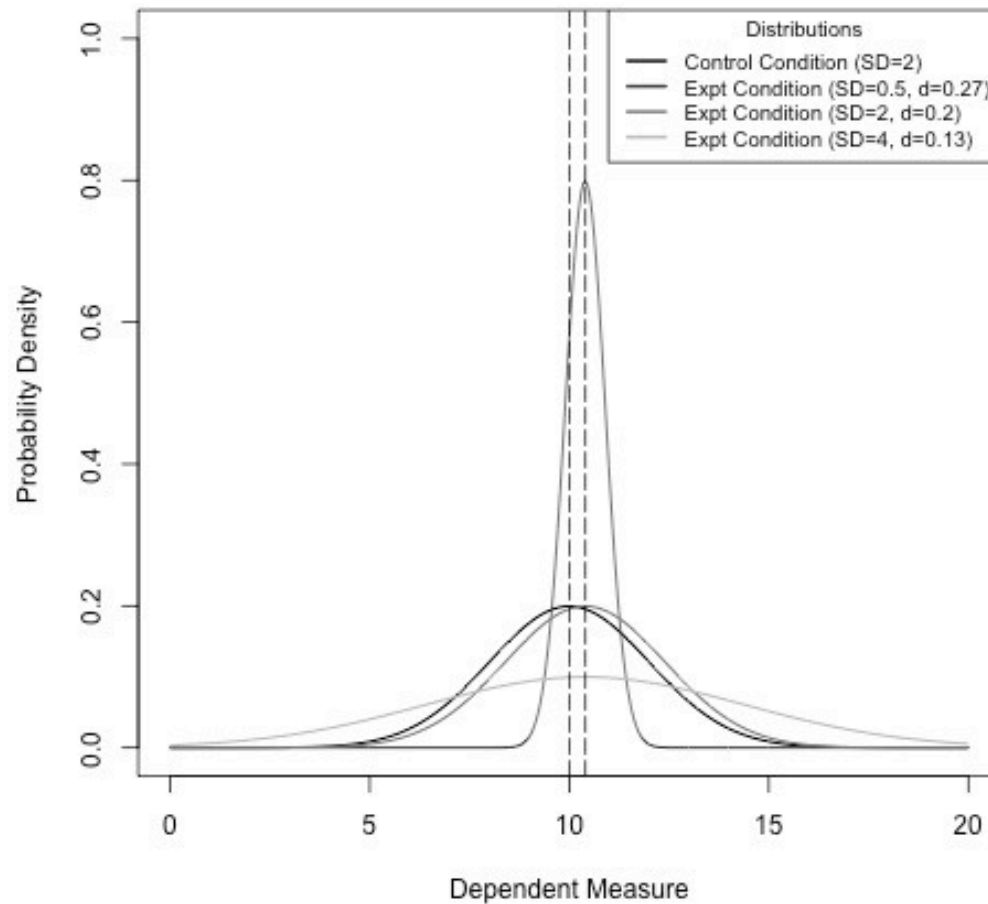 Distributions
Control Condition (SD=2)
Expt Condition (SD=0.5, d=0.27)
Expt Condition (SD=2, d=0.2)
Expt Condition (SD=4, d=0.13)
Probability Density
1.0
0.8
0.6
0.4
0.2
0.0
0 5 10 15 20
Dependent Measure